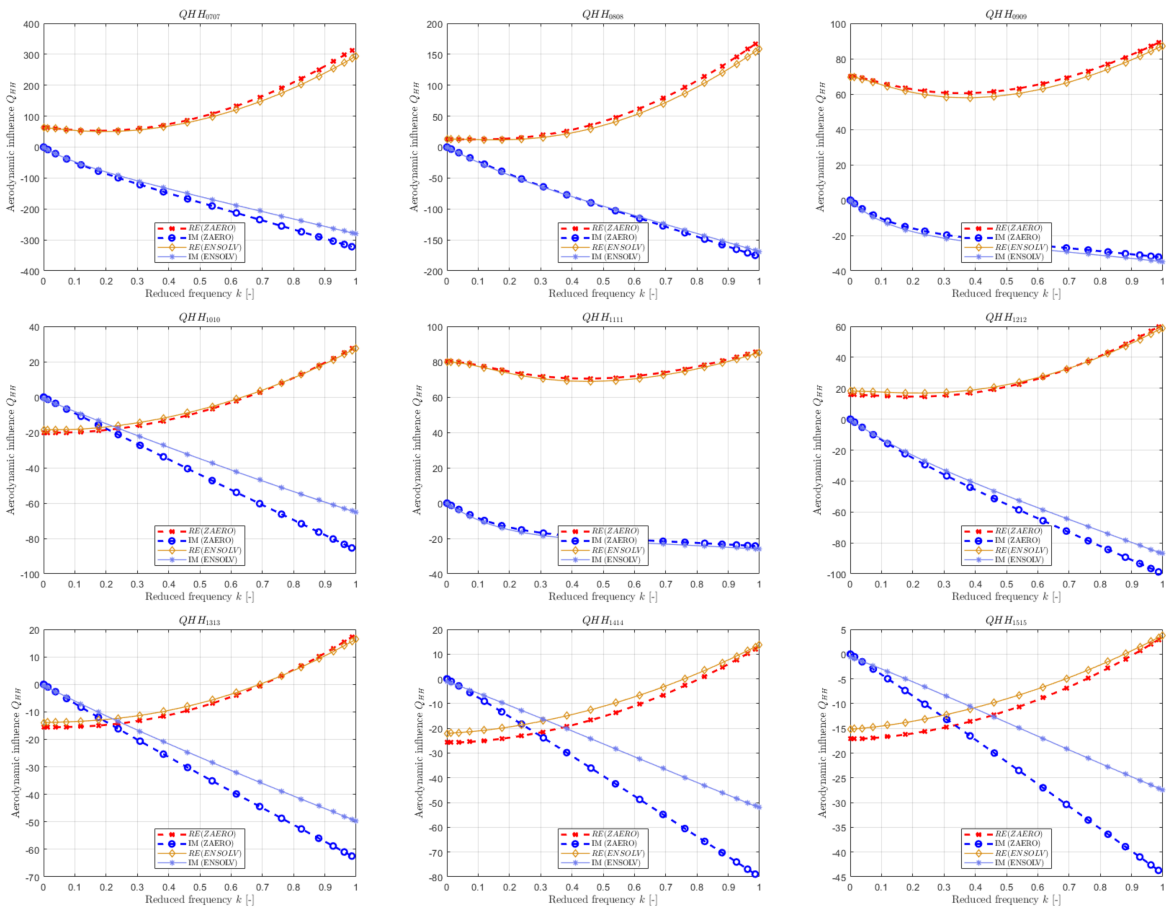 QHH0707
Aerodynamic influence QHH
400
300
200
100
0
-100
-200
-300
-400
RE(ZAERO)
IM (ZAERO)
RE(ENSOLV)
IM (ENSOLV)
0 0.1 0.2 0.3 0.4 0.5 0.6 0.7 0.8 0.9 1
Reduced frequency k [-]
QHH0808
Aerodynamic influence QHH
200
150
100
50
0
-50
-100
-150
-200
RE(ZAERO)
IM (ZAERO)
RE(ENSOLV)
IM (ENSOLV)
0 0.1 0.2 0.3 0.4 0.5 0.6 0.7 0.8 0.9 1
Reduced frequency k [-]
QHH0909
Aerodynamic influence QHH
100
80
60
40
20
0
-20
-40
RE(ZAERO)
IM (ZAERO)
RE(ENSOLV)
IM (ENSOLV)
0 0.1 0.2 0.3 0.4 0.5 0.6 0.7 0.8 0.9 1
Reduced frequency k [-]
QHH1010
Aerodynamic influence QHH
40
20
0
-20
-40
-60
-80
-100
RE(ZAERO)
IM (ZAERO)
RE(ENSOLV)
IM (ENSOLV)
0 0.1 0.2 0.3 0.4 0.5 0.6 0.7 0.8 0.9 1
Reduced frequency k [-]
QHH1111
Aerodynamic influence QHH
100
80
60
40
20
0
-20
-40
RE(ZAERO)
IM (ZAERO)
RE(ENSOLV)
IM (ENSOLV)
0 0.1 0.2 0.3 0.4 0.5 0.6 0.7 0.8 0.9 1
Reduced frequency k [-]
QHH1212
Aerodynamic influence QHH
60
40
20
0
-20
-40
-60
-80
-100
RE(ZAERO)
IM (ZAERO)
RE(ENSOLV)
IM (ENSOLV)
0 0.1 0.2 0.3 0.4 0.5 0.6 0.7 0.8 0.9 1
Reduced frequency k [-]
QHH1313
Aerodynamic influence QHH
20
10
0
-10
-20
-30
-40
-50
-60
-70
RE(ZAERO)
IM (ZAERO)
RE(ENSOLV)
IM (ENSOLV)
0 0.1 0.2 0.3 0.4 0.5 0.6 0.7 0.8 0.9 1
Reduced frequency k [-]
QHH1414
Aerodynamic influence QHH
20
10
0
-10
-20
-30
-40
-50
-60
-70
-80
RE(ZAERO)
IM (ZAERO)
RE(ENSOLV)
IM (ENSOLV)
0 0.1 0.2 0.3 0.4 0.5 0.6 0.7 0.8 0.9 1
Reduced frequency k [-]
QHH1515
Aerodynamic influence QHH
5
0
-5
-10
-15
-20
-25
-30
-35
-40
-45
RE(ZAERO)
IM (ZAERO)
RE(ENSOLV)
IM (ENSOLV)
0 0.1 0.2 0.3 0.4 0.5 0.6 0.7 0.8 0.9 1
Reduced frequency k [-]